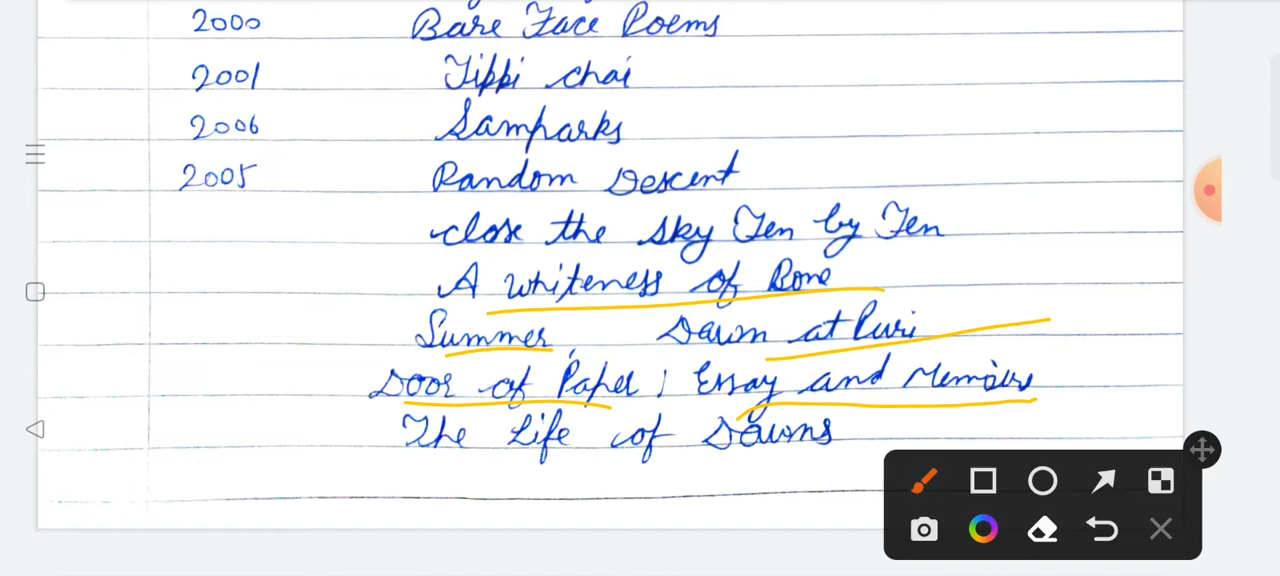 2000 Bare Face Poems
2001 Tippi chai
2006 Samparks
2005 Random Descent
close the sky Ten by Ten
A whiteness of Bone
Summer, Dawn at Puri
Door of Paper; Essay and Memoirs
The Life of Dawns